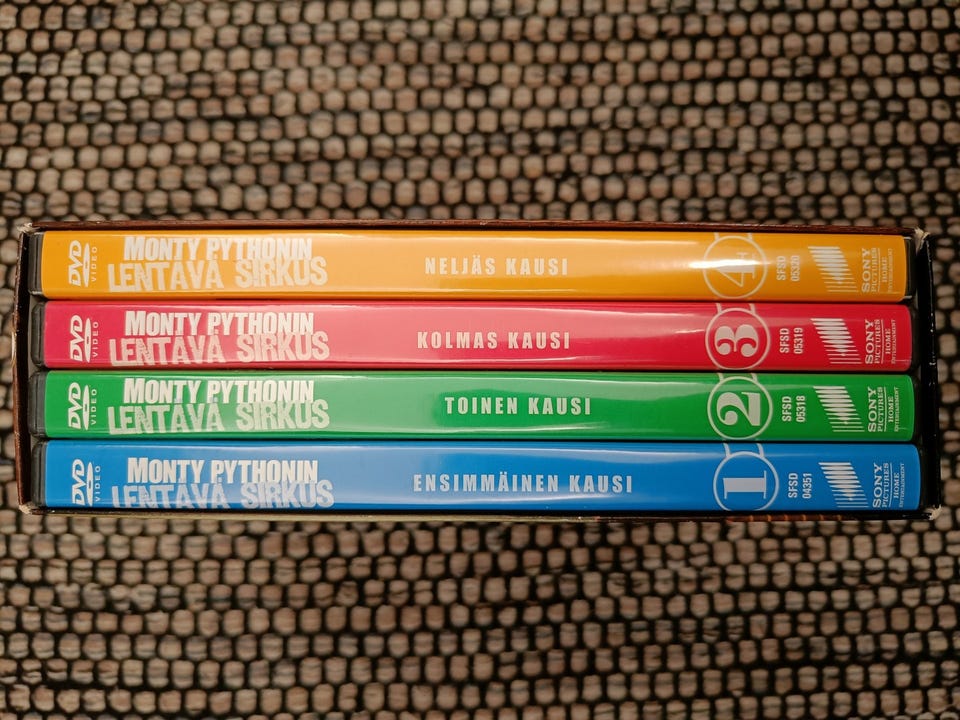 DVD
VIDEO
MONTY PYTHONIN
LENTÄVÄ SIRKUS
NELJÄS KAUSI
4
SFSD
05320
SONY
PICTURES
HOME
ENTERTAINMENT
DVD
VIDEO
MONTY PYTHONIN
LENTÄVÄ SIRKUS
KOLMAS KAUSI
3
SFSD
05319
SONY
PICTURES
HOME
ENTERTAINMENT
DVD
VIDEO
MONTY PYTHONIN
LENTÄVÄ SIRKUS
TOINEN KAUSI
2
SFSD
05318
SONY
PICTURES
HOME
ENTERTAINMENT
DVD
VIDEO
MONTY PYTHONIN
LENTÄVÄ SIRKUS
ENSIMMÄINEN KAUSI
1
SFSD
04351
SONY
PICTURES
HOME
ENTERTAINMENT